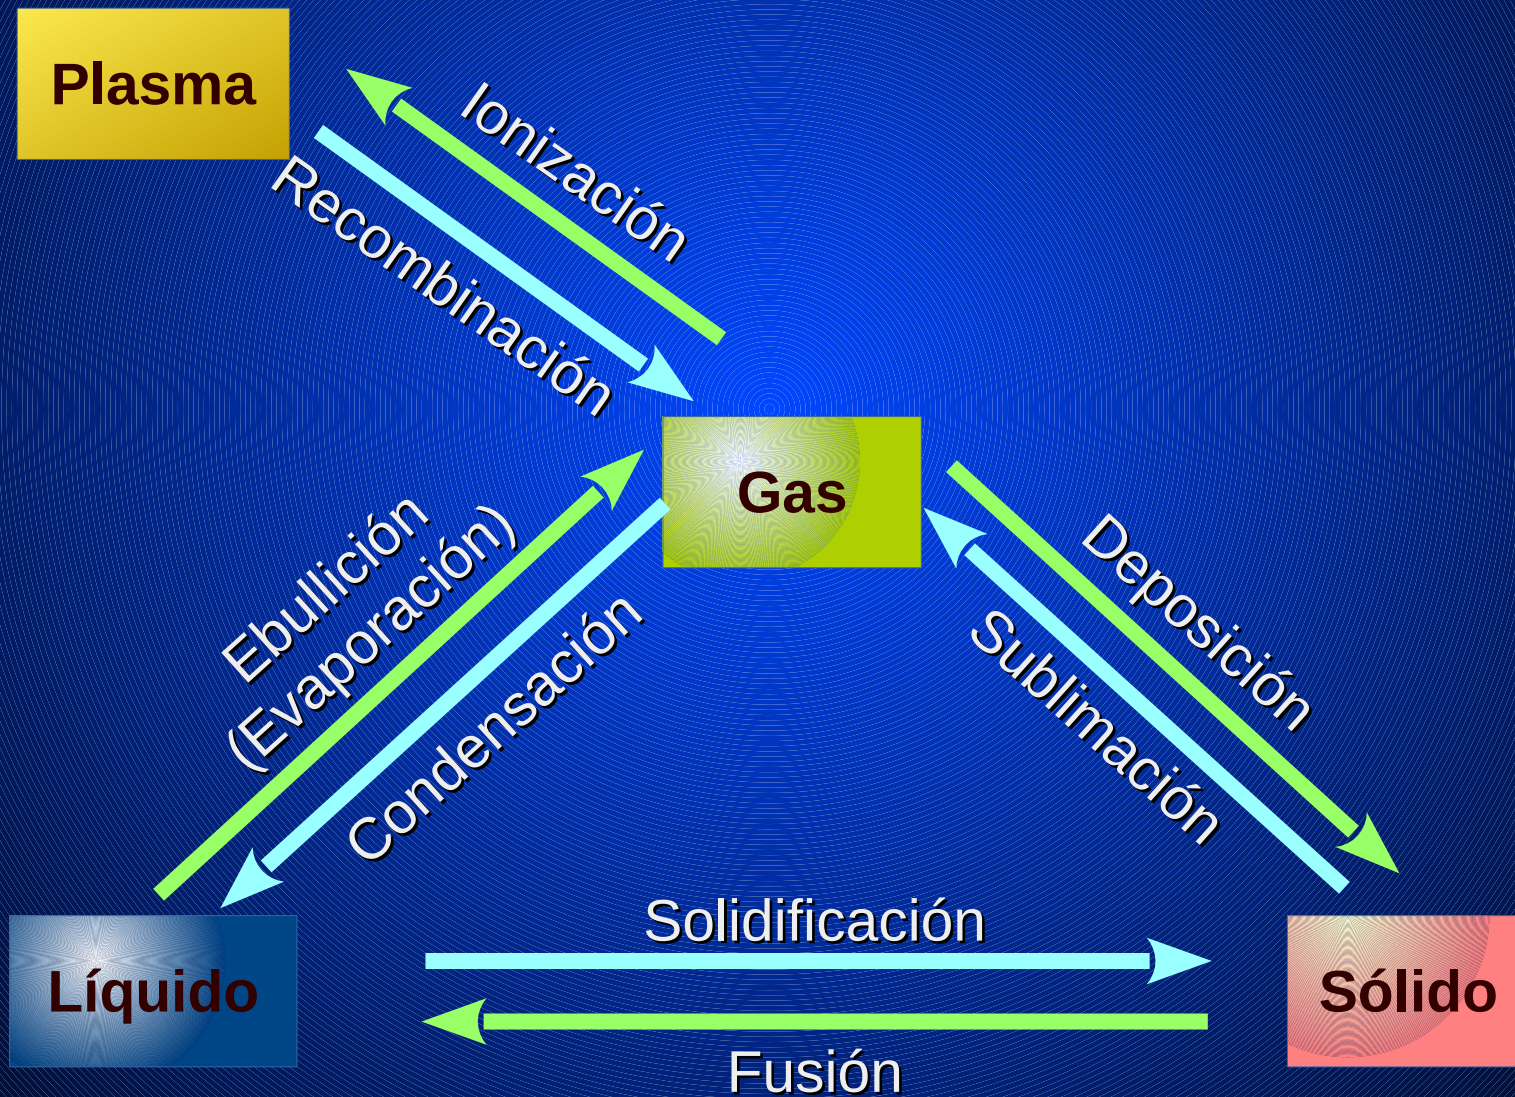 Plasma
Ionización
Recombinación
Gas
Ebullición
(Evaporación)
Condensación
Deposición
Sublimación
Solidificación
Líquido
Sólido
Fusión